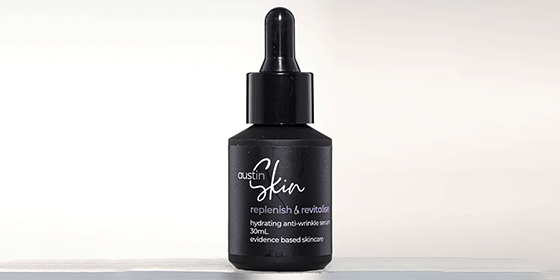 austin Skin
replenish & revitalise
hydrating anti-wrinkle serum
30mL
evidence based skincare